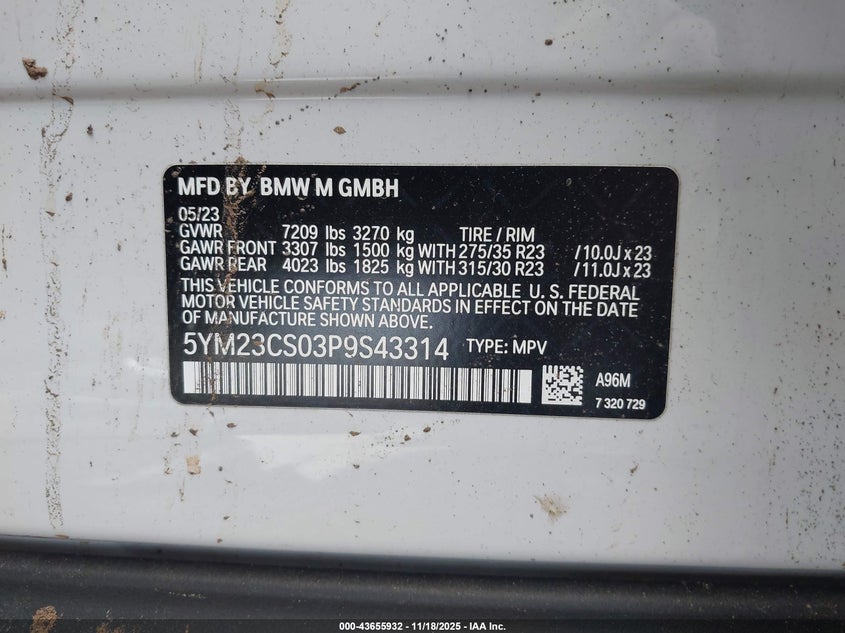 MFD BY BMW M GMBH
05/23
GVWR 7209 lbs 3270 kg TIRE / RIM
GAWR FRONT 3307 lbs 1500 kg WITH 275/35 R23 /10.0J x 23
GAWR REAR 4023 lbs 1825 kg WITH 315/30 R23 /11.0J x 23
THIS VEHICLE CONFORMS TO ALL APPLICABLE U. S. FEDERAL
MOTOR VEHICLE SAFETY STANDARDS IN EFFECT ON THE DATE
OF MANUFACTURE SHOWN ABOVE.
5YM23CS03P9S43314 TYPE: MPV
A96M
7 320 729
000-43655932 - 11/18/2025 - IAA Inc.